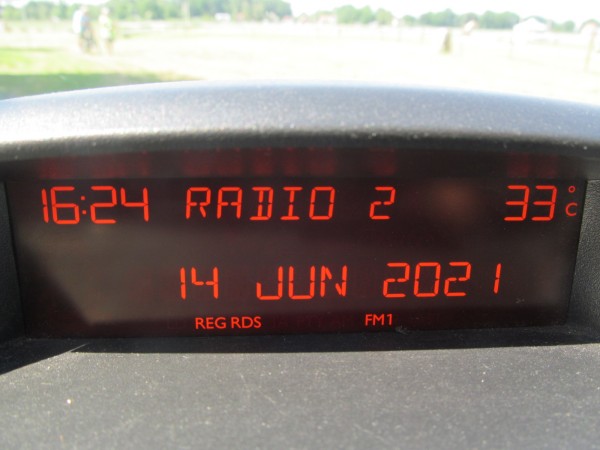 16:24 RADIO 2 33°C
14 JUN 2021
REG RDS FM1